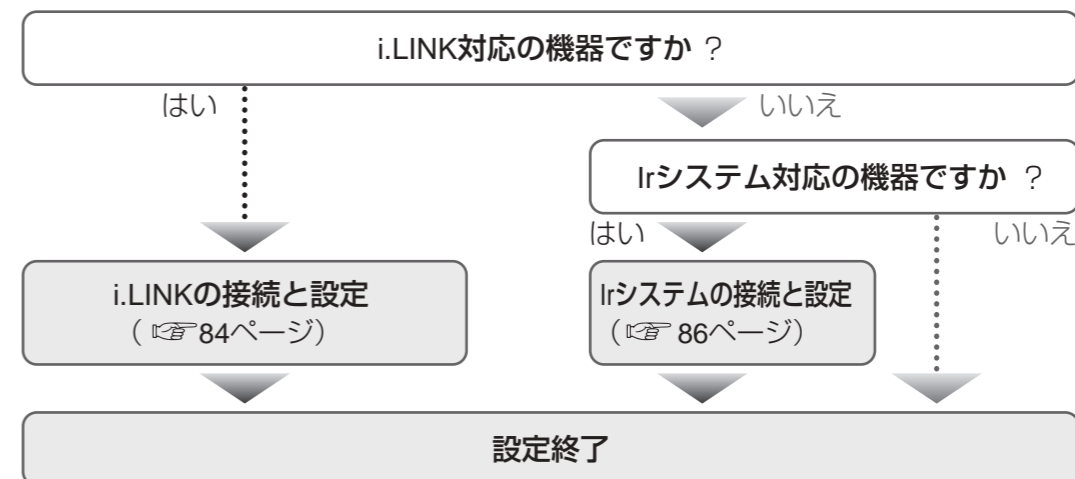 i.LINK対応の機器ですか ?
はい
いいえ
Irシステム対応の機器ですか ?
はい
いいえ
i.LINKの接続と設定
（☞84ページ）
Irシステムの接続と設定
（☞86ページ）
設定終了